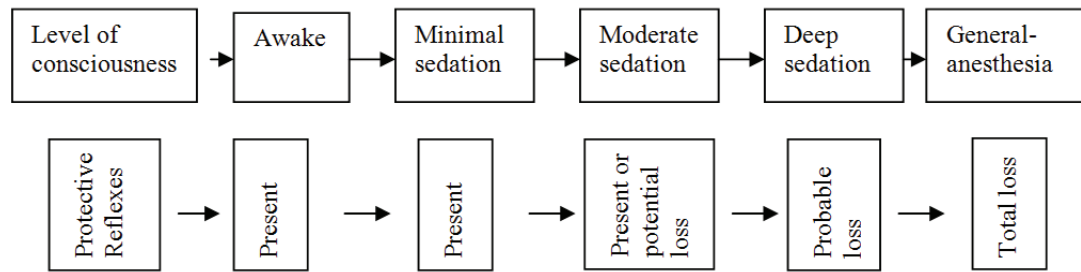 Level of
consciousness
Awake
Minimal
sedation
Moderate
sedation
Deep
sedation
General-
anesthesia
Protective
Reflexes
Present
Present
Present or
potential
loss
Probable
loss
Total loss